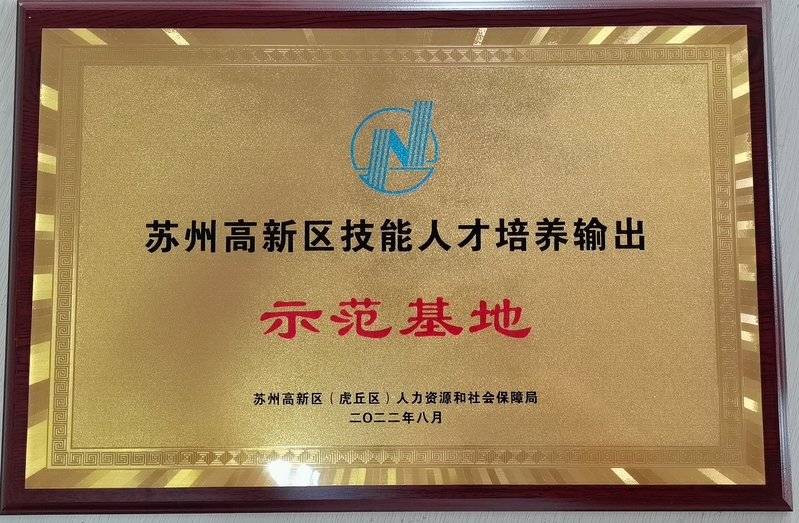 苏州高新区技能人才培养输出
示范基地
苏州高新区（虎丘区）人力资源和社会保障局
二〇二二年八月